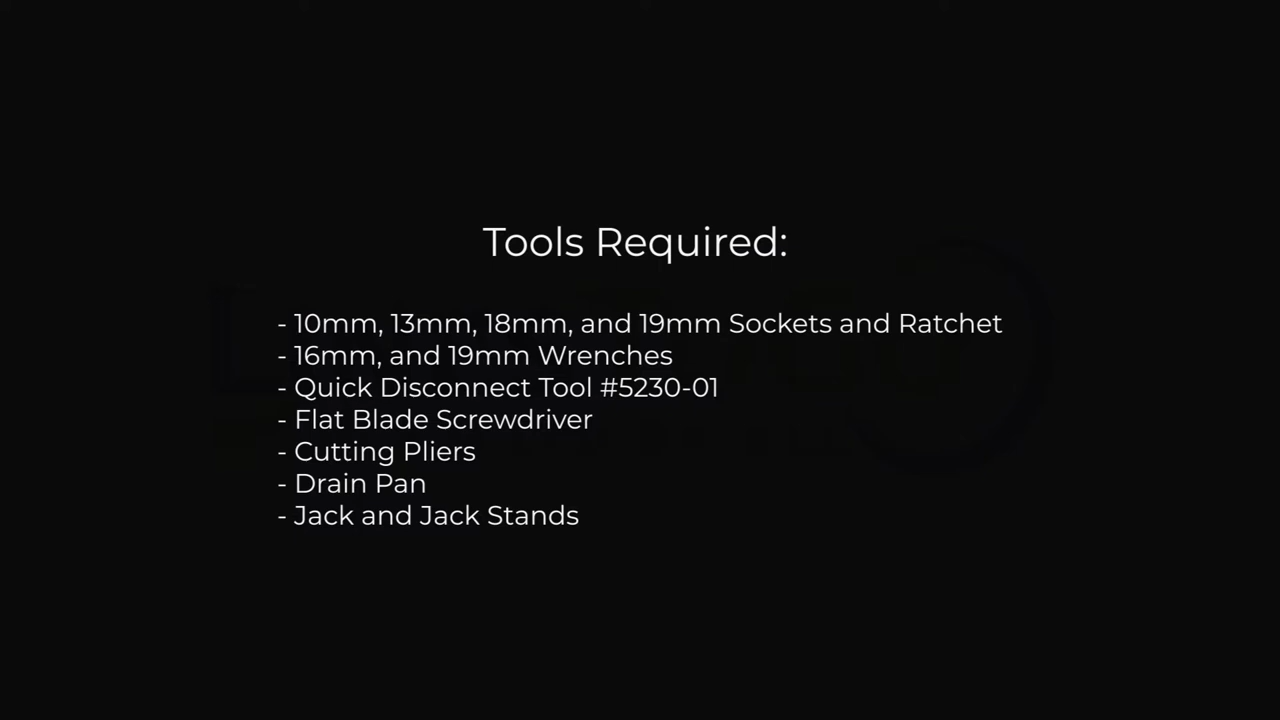 Tools Required:
- 10mm, 13mm, 18mm, and 19mm Sockets and Ratchet
- 16mm, and 19mm Wrenches
- Quick Disconnect Tool #5230-01
- Flat Blade Screwdriver
- Cutting Pliers
- Drain Pan
- Jack and Jack Stands